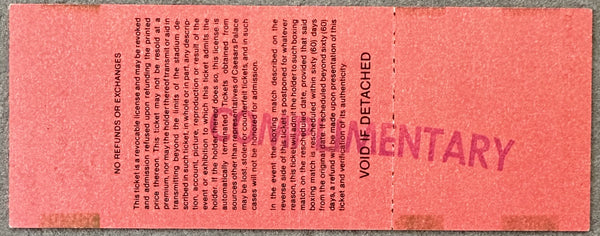 NO REFUNDS OR EXCHANGES
This ticket is a revocable license and may be revoked
and admission refused upon refunding the printed
price thereon. This ticket may not be resold at a
premium, nor may the holder thereof transmit or aid in
transmitting beyond the limits of the stadium de-
scribed in such ticket, in whole or in part, any descrip-
tion, account, picture, reproduction or result of the
event or exhibition to which this ticket admits the
holder. If the holder thereof does so, this license is
automatically terminated. Tickets obtained from
sources other than representatives of Caesars Palace
may be lost, stolen or counterfeit tickets, and in such
cases will not be honored for admission.
In the event the boxing match described on the
reverse side of this ticket is postponed for whatever
reason, this ticket will admit the holder to such boxing
match on the rescheduled date, provided that said
boxing match is rescheduled within sixty (60) days
from the original date. If rescheduled beyond sixty (60)
days, a refund will be made upon presentation of this
ticket and verification of its authenticity.
VOID IF DETACHED